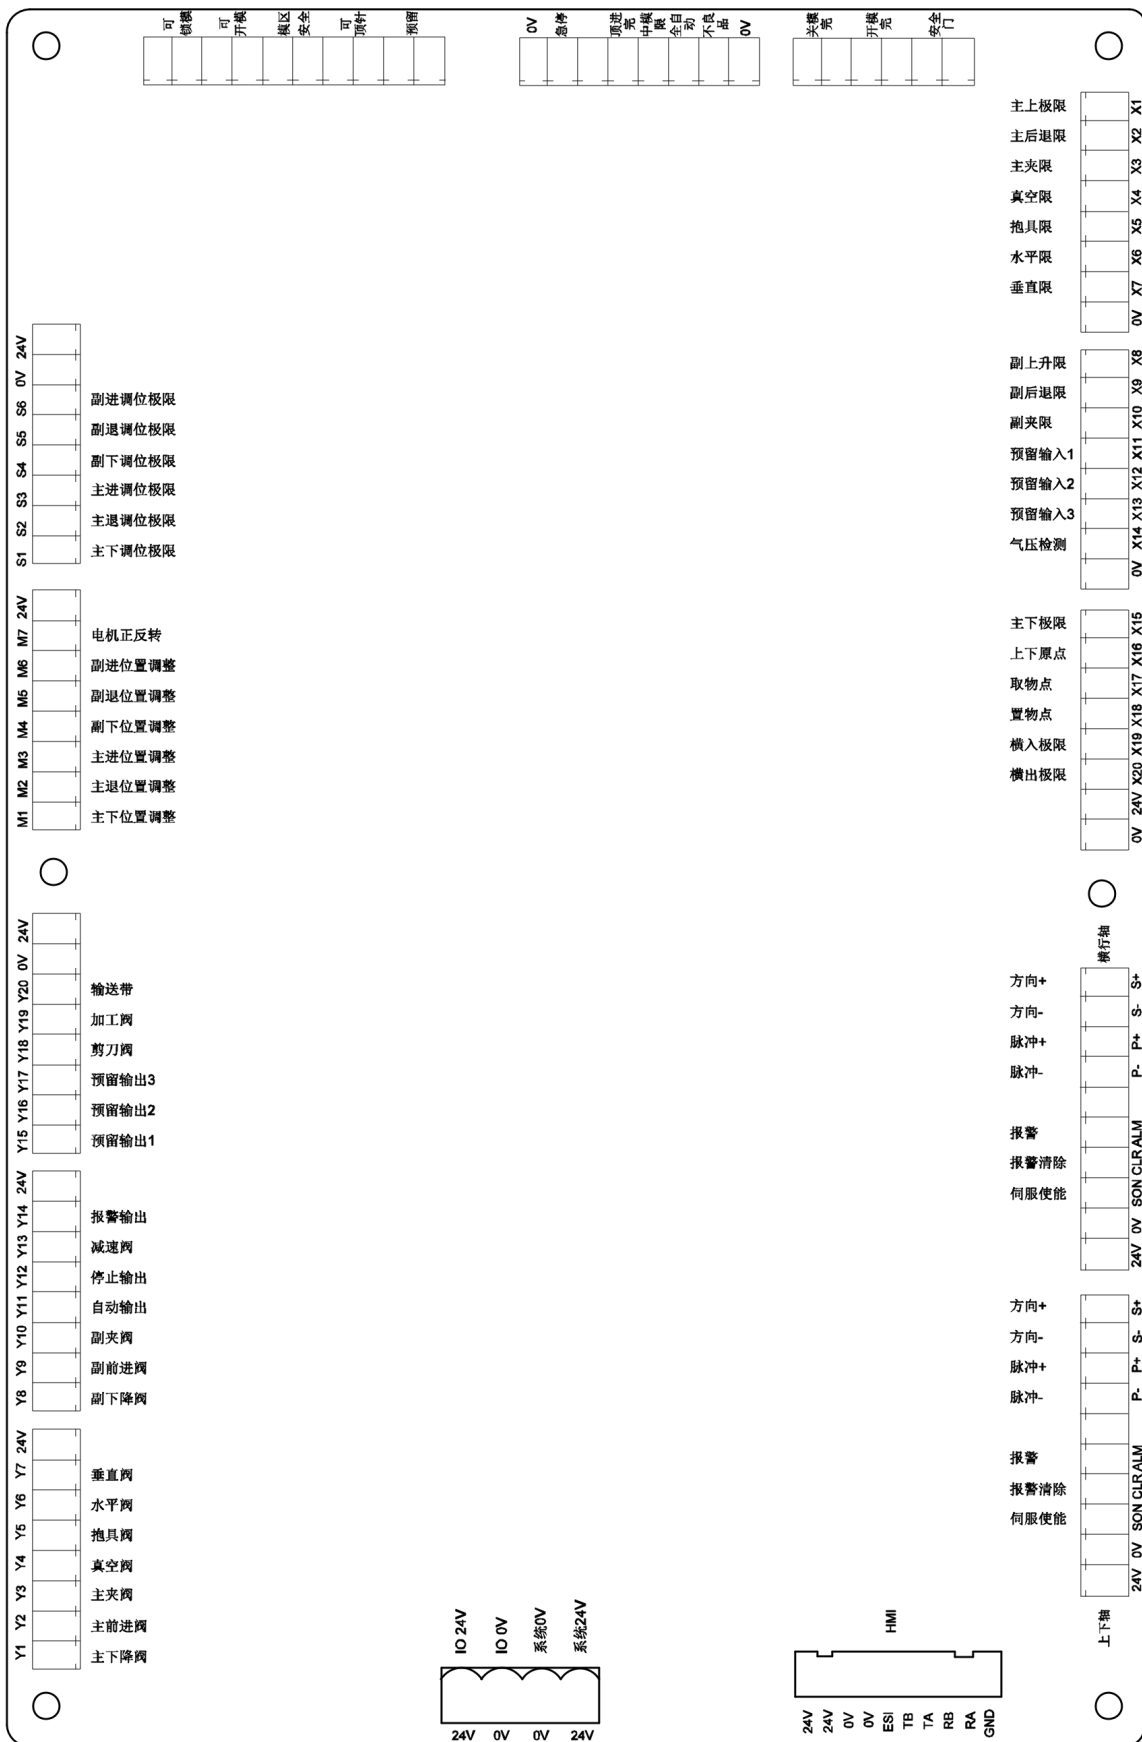 可锁模
可开模
模区安全
可顶针
预留
0V
急停
顶进完
中模限
全自动
不良品
0V
关模完
开模完
安全门
主上极限 X1
主后退限 X2
主夹限 X3
真空限 X4
抱具限 X5
水平限 X6
垂直限 X7
0V
副上升限 X8
副后退限 X9
副夹限 X10
预留输入1 X11
预留输入2 X12
预留输入3 X13
气压检测 X14
0V
主下极限 X15
上下原点 X16
取物点 X17
置物点 X18
横入极限 X19
横出极限 X20
24V
0V
横行轴
方向+ S+
方向- S-
脉冲+ P+
脉冲- P-
报警 ALM
报警清除 CLR
伺服使能 SON
0V
24V
方向+ S+
方向- S-
脉冲+ P+
脉冲- P-
报警 ALM
报警清除 CLR
伺服使能 SON
0V
24V
上下轴
24V
0V
S6 副进调位极限
S5 副退调位极限
S4 副下调位极限
S3 主进调位极限
S2 主退调位极限
S1 主下调位极限
24V
M7 电机正反转
M6 副进位置调整
M5 副退位置调整
M4 副下位置调整
M3 主进位置调整
M2 主退位置调整
M1 主下位置调整
24V
0V
Y20 输送带
Y19 加工阀
Y18 剪刀阀
Y17 预留输出3
Y16 预留输出2
Y15 预留输出1
24V
Y14 报警输出
Y13 减速阀
Y12 停止输出
Y11 自动输出
Y10 副夹阀
Y9 副前进阀
Y8 副下降阀
24V
Y7 垂直阀
Y6 水平阀
Y5 抱具阀
Y4 真空阀
Y3 主夹阀
Y2 主前进阀
Y1 主下降阀
IO 24V
IO 0V
系统0V
系统24V
24V 0V 0V 24V
HMI
24V
24V
0V
0V
ESI
TB
TA
RB
RA
GND